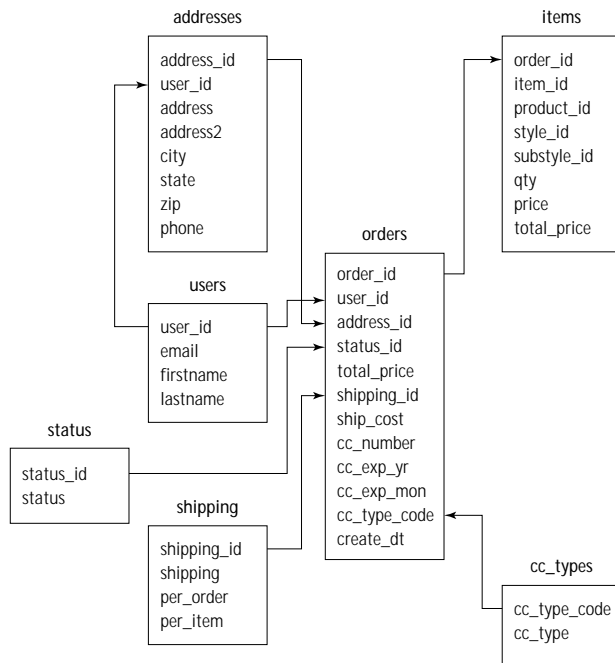 addresses
address_id
user_id
address
address2
city
state
zip
phone
items
order_id
item_id
product_id
style_id
substyle_id
qty
price
total_price
orders
order_id
user_id
address_id
status_id
total_price
shipping_id
ship_cost
cc_number
cc_exp_yr
cc_exp_mon
cc_type_code
create_dt
users
user_id
email
firstname
lastname
status
status_id
status
shipping
shipping_id
shipping
per_order
per_item
cc_types
cc_type_code
cc_type